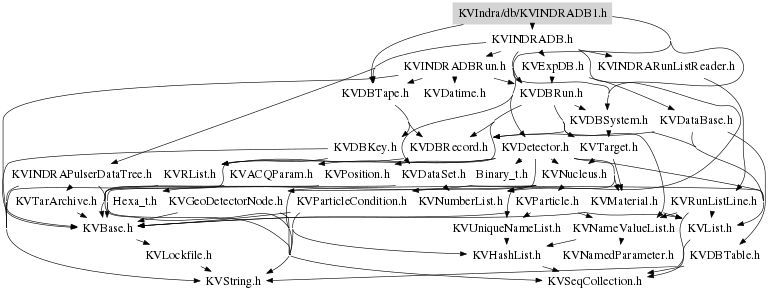 KVIndra/db/KVINDRADB1.h
KVINDRADB.h
KVINDRADBRun.h KVExpDB.h KVINDRARunListReader.h
KVDBTape.h KVDatime.h KVDBRun.h
KVDBSystem.h KVDataBase.h
KVDBKey.h KVDBRecord.h KVDetector.h KVTarget.h
KVINDRAPulserDataTree.h KVRList.h KVACQParam.h KVPosition.h KVDataSet.h Binary_t.h KVNucleus.h
KVTarArchive.h Hexa_t.h KVGeoDetectorNode.h KVParticleCondition.h KVNumberList.h KVParticle.h KVMaterial.h KVRunListLine.h
KVBase.h KVUniqueNameList.h KVNameValueList.h KVList.h
KVLockfile.h KVHashList.h KVNamedParameter.h KVDBTable.h
KVString.h KVSeqCollection.h